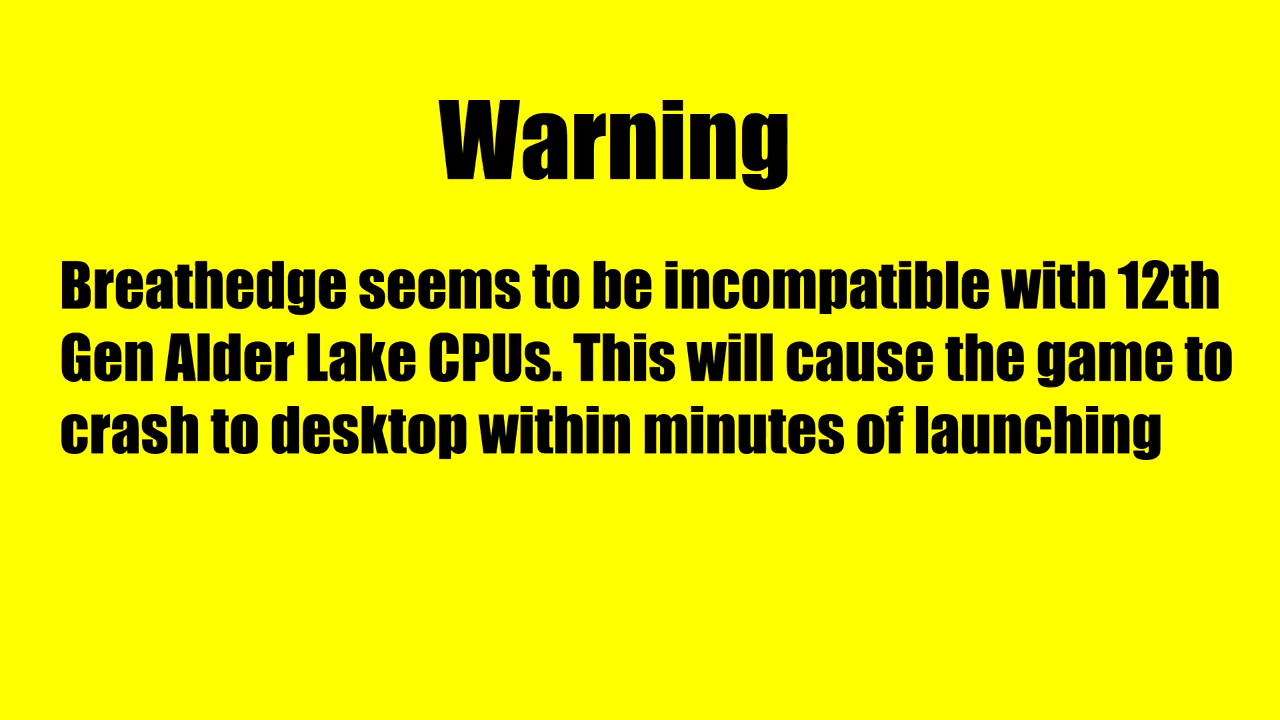 Warning
Breathedge seems to be incompatible with 12th
Gen Alder Lake CPUs. This will cause the game to
crash to desktop within minutes of launching